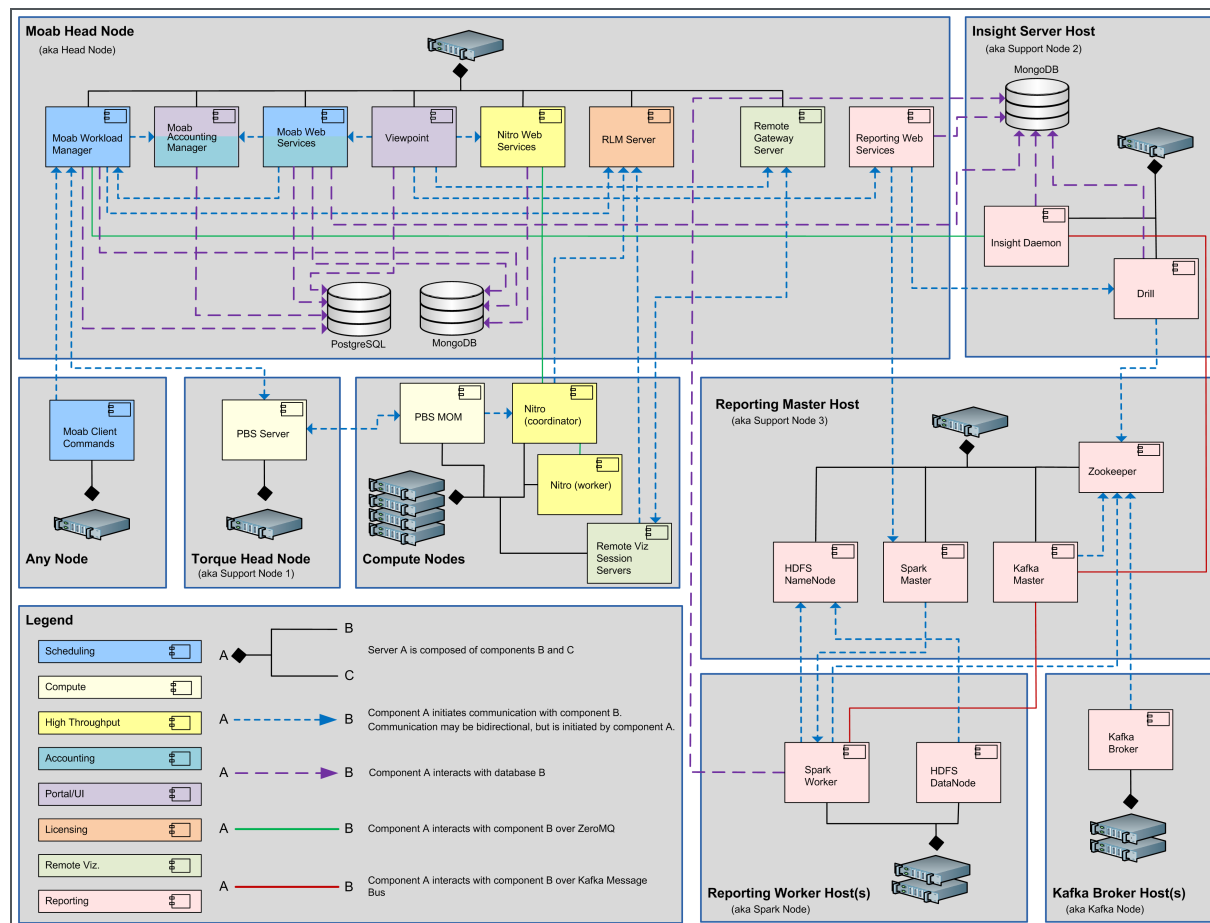 Moab Head Node
(aka Head Node)
Moab Workload
Manager
Moab
Accounting
Manager
Moab Web
Services
Viewpoint
Nitro Web
Services
RLM Server
Remote
Gateway
Server
Reporting Web
Services
PostgreSQL
MongoDB
Insight Server Host
(aka Support Node 2)
MongoDB
Insight Daemon
Drill
Moab Client
Commands
Any Node
PBS Server
Torque Head Node
(aka Support Node 1)
PBS MOM
Nitro
(coordinator)
Nitro (worker)
Remote Viz
Session
Servers
Compute Nodes
Reporting Master Host
(aka Support Node 3)
Zookeeper
HDFS
NameNode
Spark
Master
Kafka
Master
Legend
Scheduling
Compute
High Throughput
Accounting
Portal/UI
Licensing
Remote Viz.
Reporting
A
B
C
Server A is composed of components B and C
A
B
Component A initiates communication with component B.
Communication may be bidirectional, but is initiated by component A.
A
B
Component A interacts with database B
A
B
Component A interacts with component B over ZeroMQ
A
B
Component A interacts with component B over Kafka Message
Bus
Spark
Worker
HDFS
DataNode
Reporting Worker Host(s)
(aka Spark Node)
Kafka
Broker
Kafka Broker Host(s)
(aka Kafka Node)